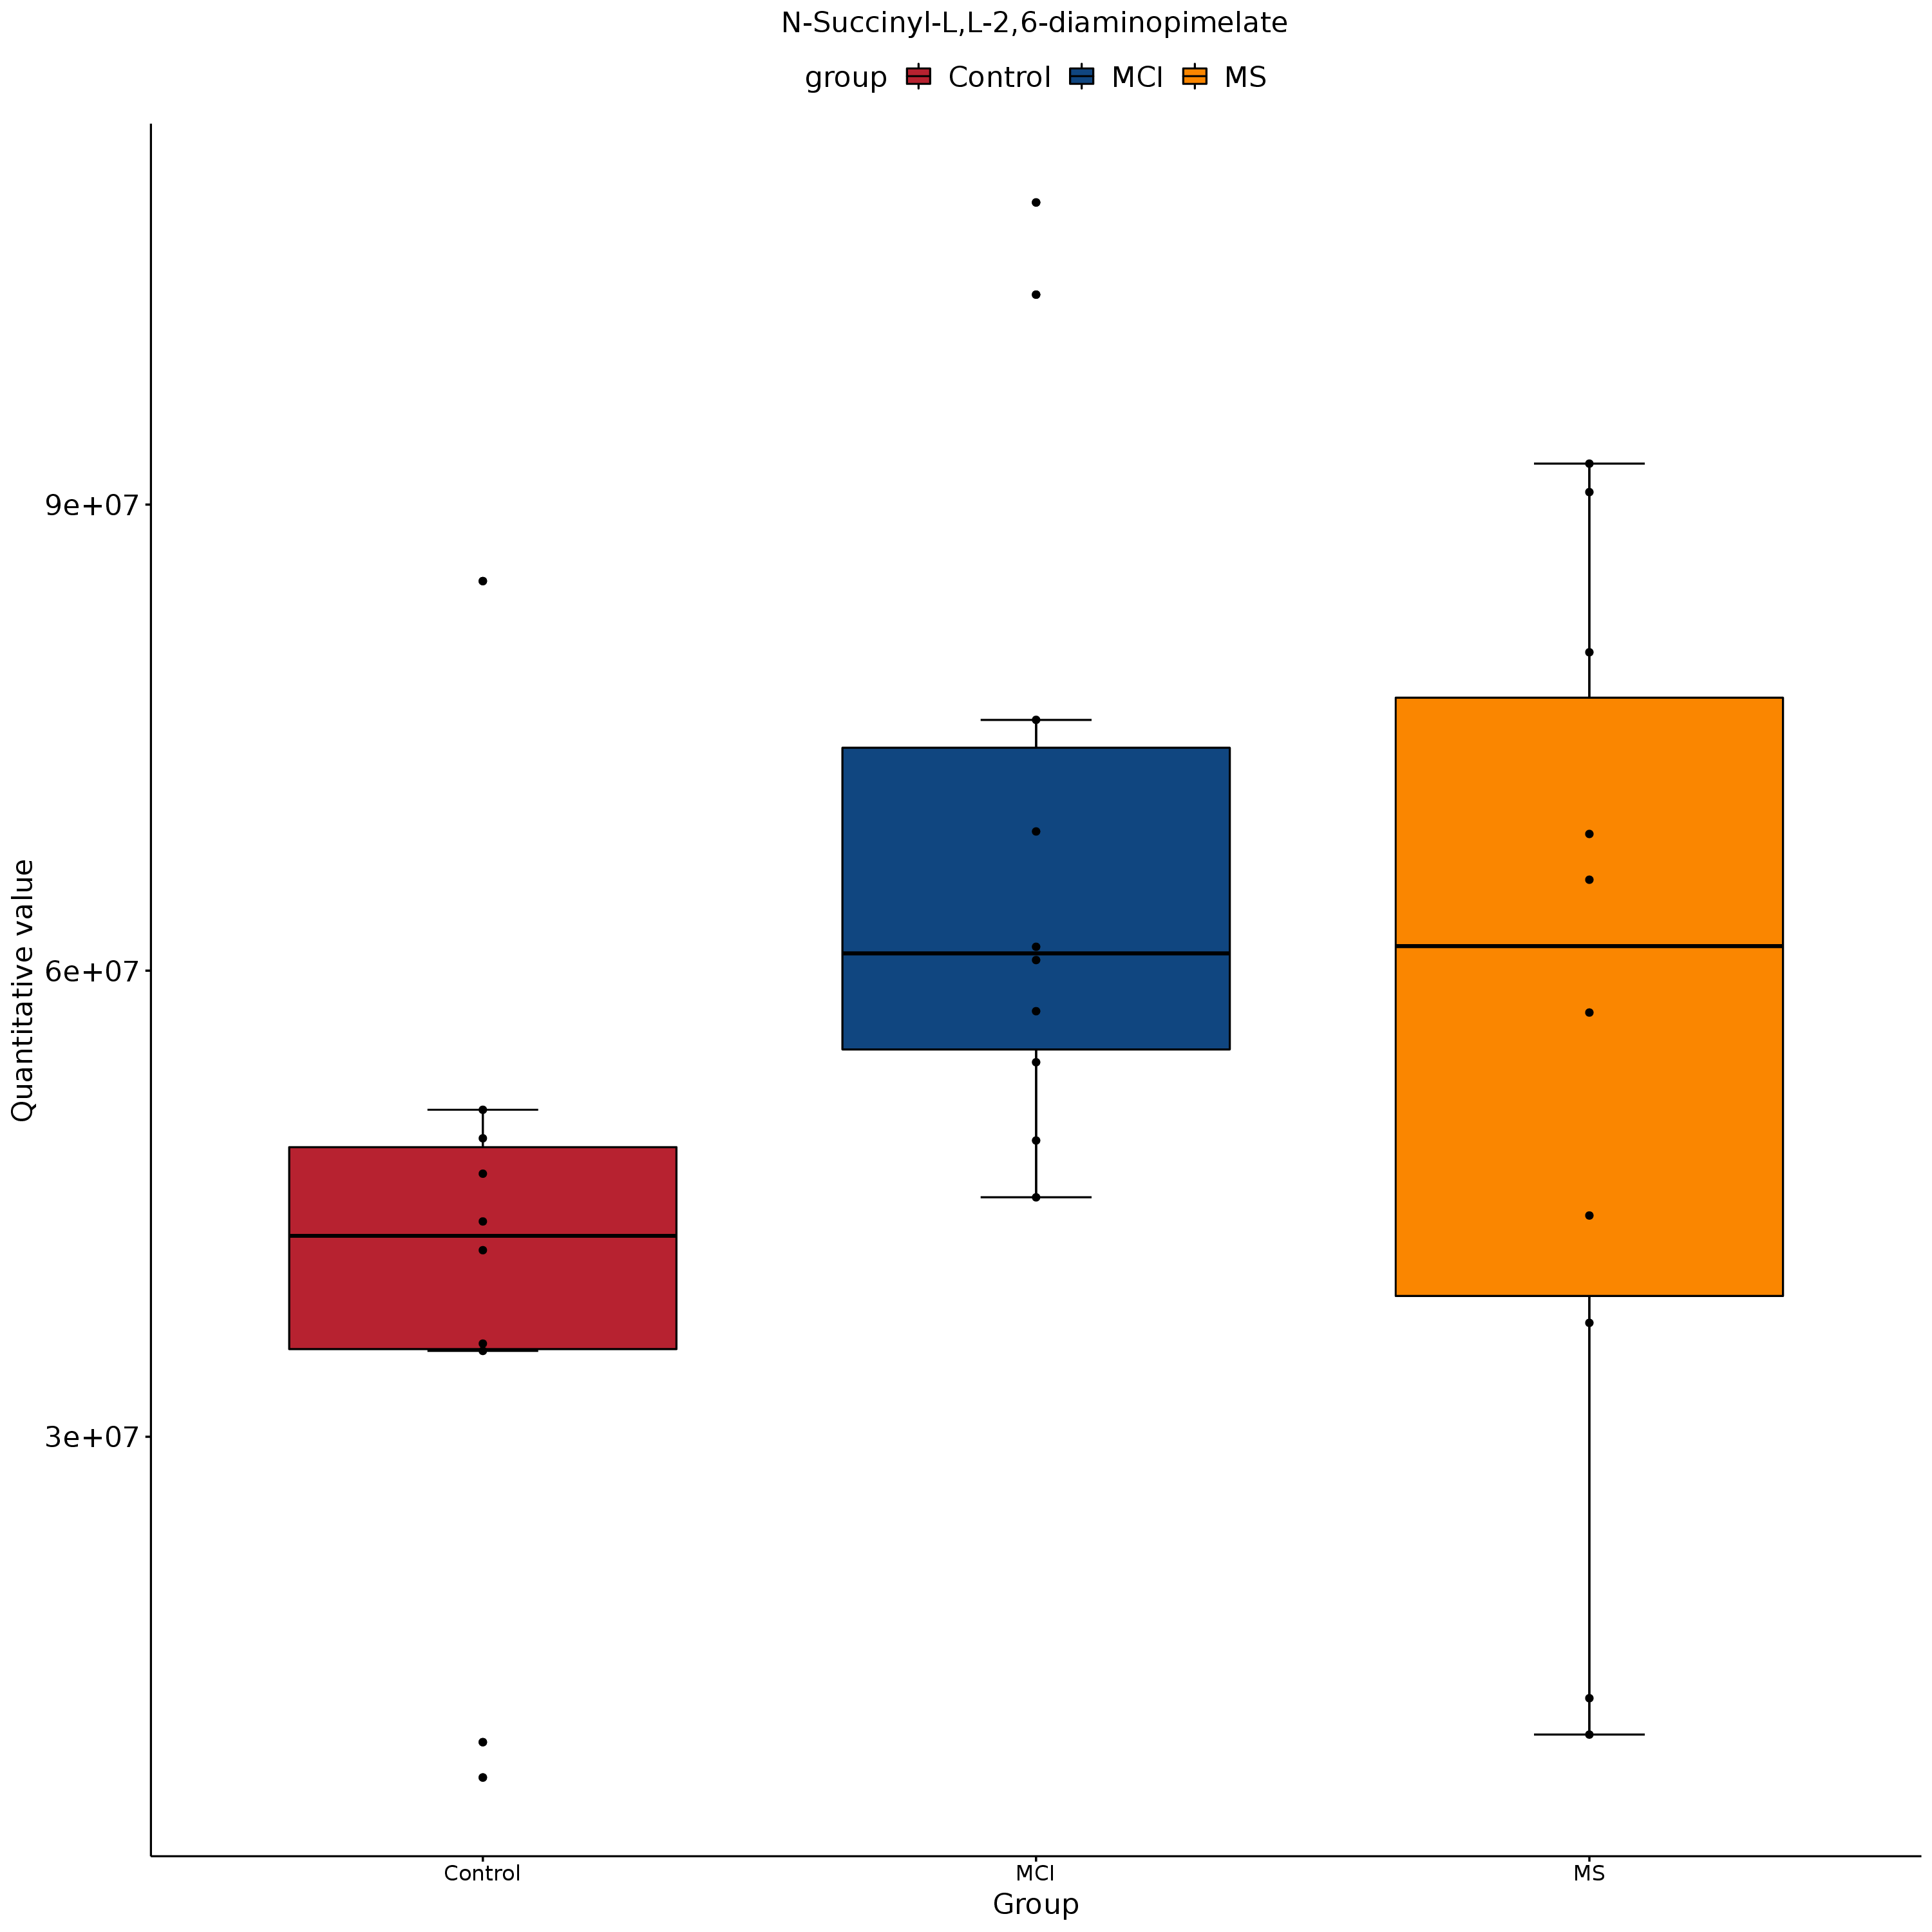 N-Succinyl-L,L-2,6-diaminopimelate
group Control MCI MS
Quantitative value
9e+07
6e+07
3e+07
Control MCI MS
Group